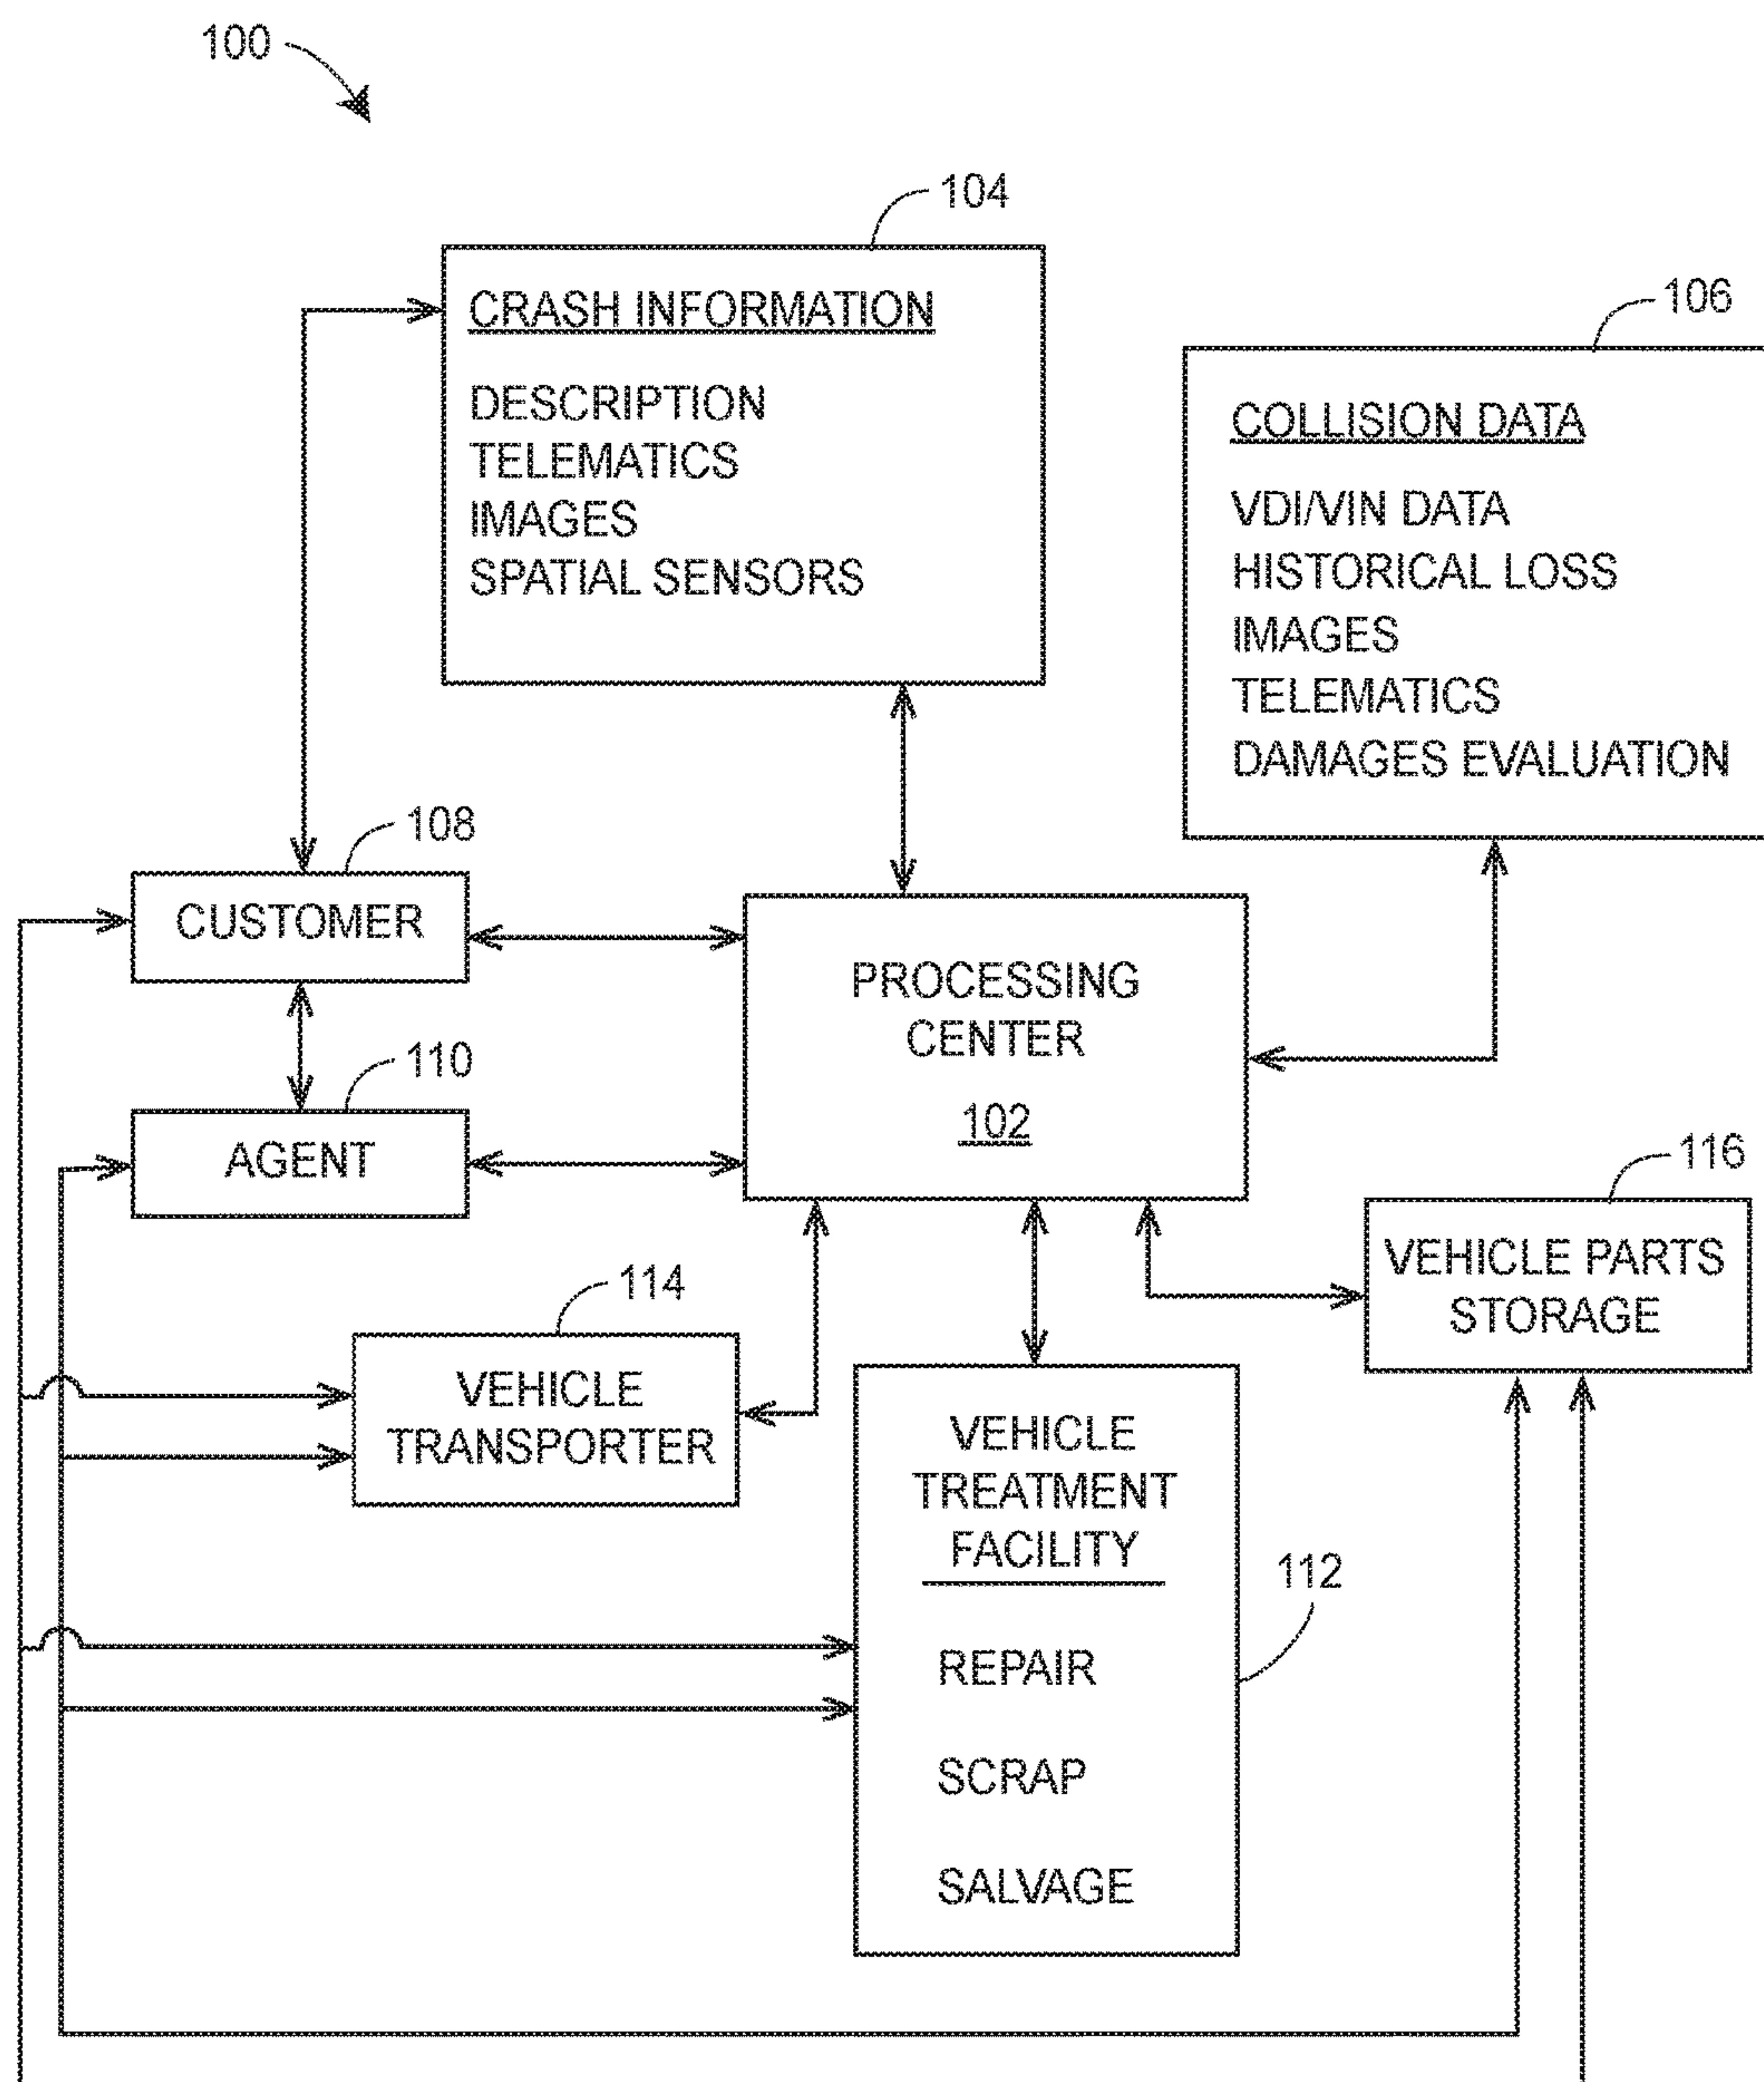 100
104
CRASH INFORMATION
DESCRIPTION
TELEMATICS
IMAGES
SPATIAL SENSORS
106
COLLISION DATA
VDI/VIN DATA
HISTORICAL LOSS
IMAGES
TELEMATICS
DAMAGES EVALUATION
108
CUSTOMER
PROCESSING
CENTER
102
110
AGENT
116
VEHICLE PARTS
STORAGE
114
VEHICLE
TRANSPORTER
VEHICLE
TREATMENT
FACILITY
112
REPAIR
SCRAP
SALVAGE